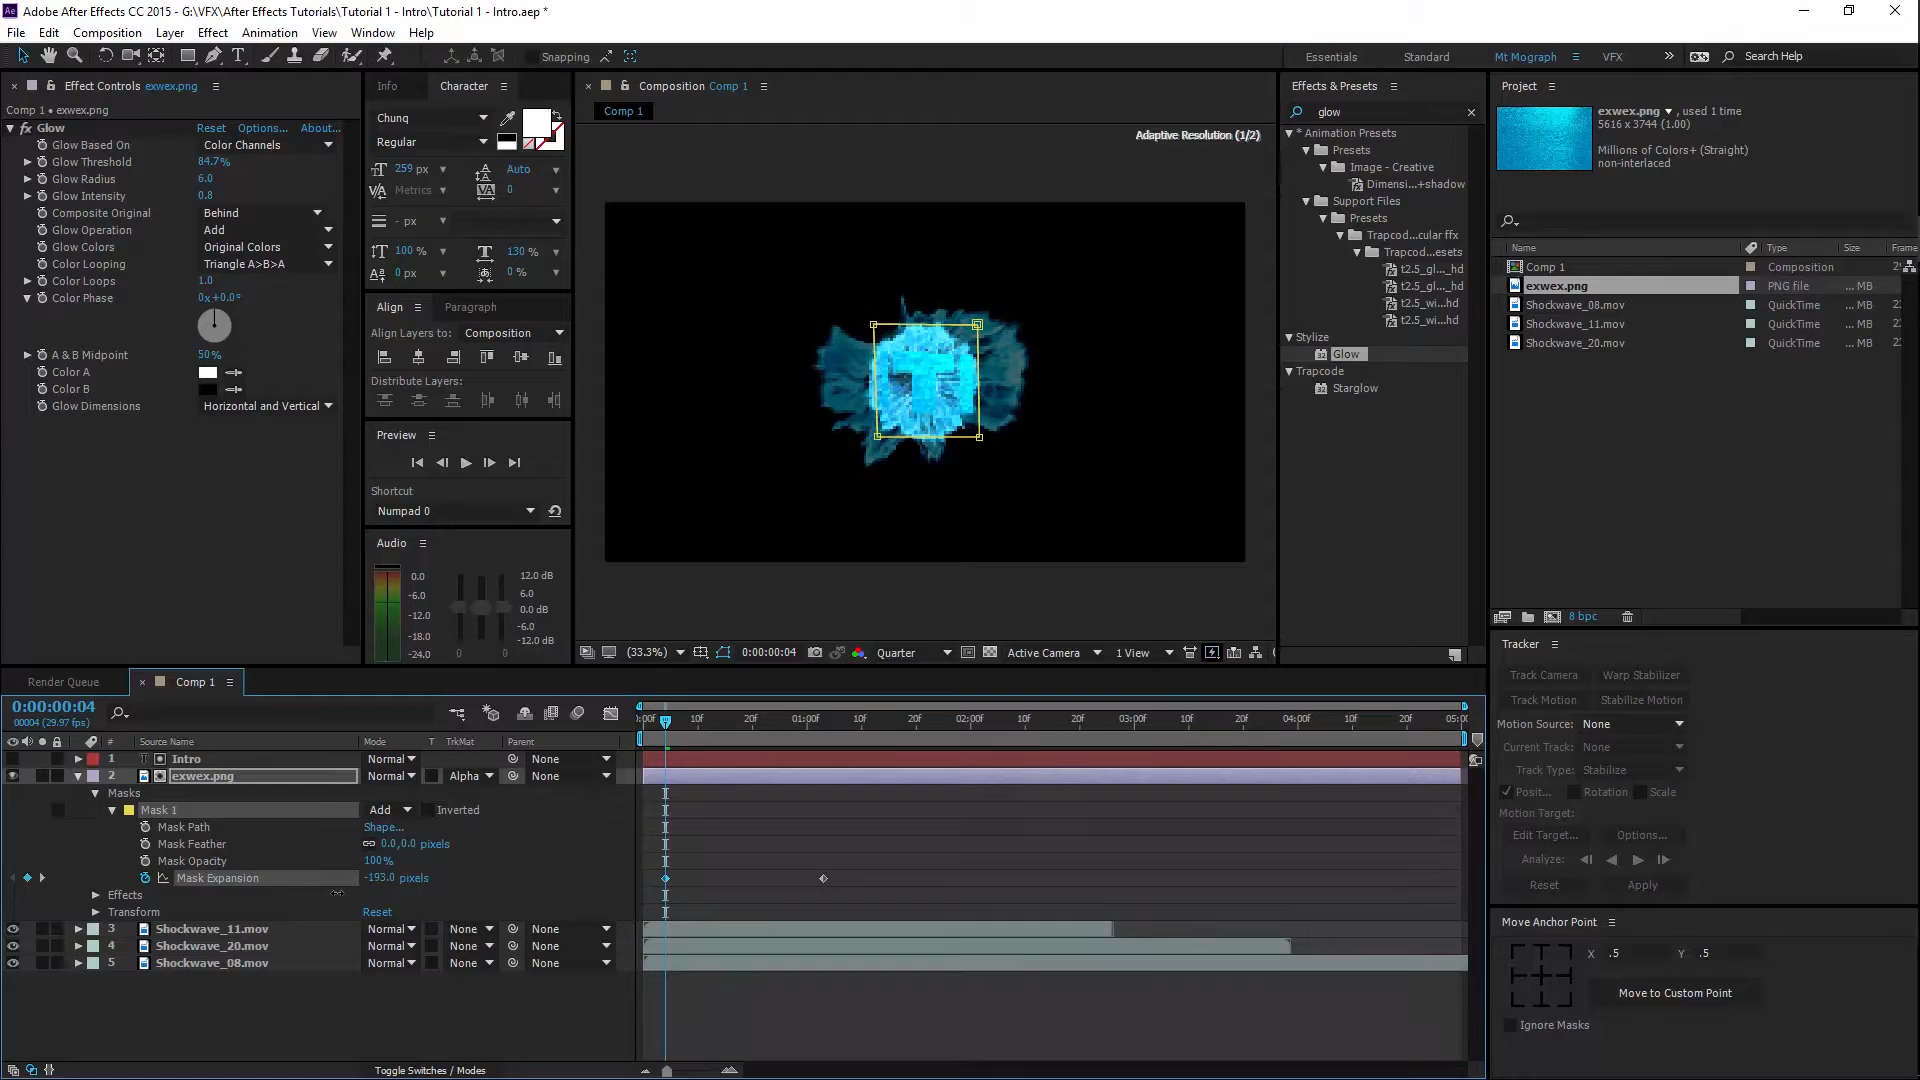 Adobe After Effects CC 2015 - G:\VFX\After Effects Tutorials\Tutorial 1 - Intro\Tutorial 1 - Intro.aep *
File Edit Composition Layer Effect Animation View Window Help
Snapping
Essentials Standard Mt Mograph VFX Search Help
Effect Controls exwex.png
Comp 1 • exwex.png
fx Glow Reset Options... About...
Glow Based On Color Channels
Glow Threshold 84.7%
Glow Radius 6.0
Glow Intensity 0.8
Composite Original Behind
Glow Operation Add
Glow Colors Original Colors
Color Looping Triangle A>B>A
Color Loops 1.0
Color Phase 0x+0.0°
A & B Midpoint 50%
Color A
Color B
Glow Dimensions Horizontal and Vertical
Info Character
Chunq
Regular
259 px Auto
Metrics 0
- px
100 % 130 %
0 px 0 %
Align Paragraph
Align Layers to: Composition
Distribute Layers:
Preview
Shortcut
Numpad 0
Audio
0.0 12.0 dB
-6.0 6.0
-12.0 0.0 dB
-18.0 -6.0
-24.0 -12.0 dB
0 0
Composition Comp 1
Comp 1
Adaptive Resolution (1/2)
(33.3%) 0:00:00:04 Quarter Active Camera 1 View
Effects & Presets
glow
* Animation Presets
Presets
Image - Creative
Dimensi...+shadow
Support Files
Presets
Trapcod...cular ffx
Trapcod...esets
t2.5_gl..._hd
t2.5_gl..._hd
t2.5_wi...hd
t2.5_wi...hd
Stylize
Glow
Trapcode
Starglow
Project
exwex.png , used 1 time
5616 x 3744 (1.00)
Millions of Colors+ (Straight)
non-interlaced
Name Type Size Frame
Comp 1 Composition
exwex.png PNG file ... MB
Shockwave_08.mov QuickTime ... MB
Shockwave_11.mov QuickTime ... MB
Shockwave_20.mov QuickTime ... MB
8 bpc
Tracker
Track Camera Warp Stabilizer
Track Motion Stabilize Motion
Motion Source: None
Current Track: None
Track Type: Stabilize
Posit... Rotation Scale
Motion Target:
Edit Target... Options...
Analyze:
Reset Apply
Move Anchor Point
X .5 Y .5
Move to Custom Point
Ignore Masks
Render Queue Comp 1
0:00:00:04
00004 (29.97 fps)
:00f 10f 20f 01:00f 10f 20f 02:00f 10f 20f 03:00f 10f 20f 04:00f 10f 20f 05:00
# Source Name Mode T TrkMat Parent
1 T Intro Normal None
2 exwex.png Normal Alpha None
Masks
Mask 1 Add Inverted
Mask Path Shape...
Mask Feather 0.0,0.0 pixels
Mask Opacity 100%
Mask Expansion -193.0 pixels
Effects
Transform Reset
3 Shockwave_11.mov Normal None None
4 Shockwave_20.mov Normal None None
5 Shockwave_08.mov Normal None None
Toggle Switches / Modes